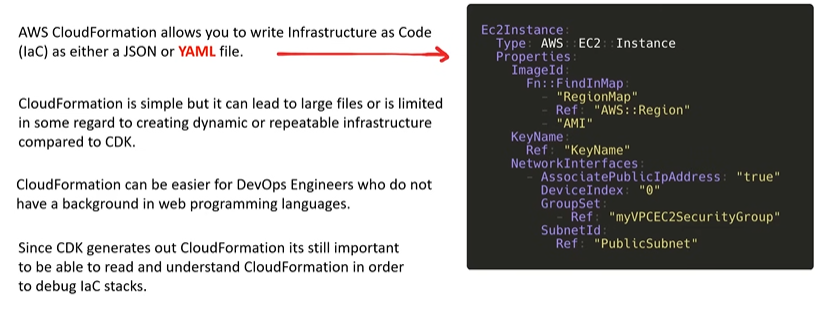 AWS CloudFormation allows you to write Infrastructure as Code
(IaC) as either a JSON or YAML file.
CloudFormation is simple but it can lead to large files or is limited
in some regard to creating dynamic or repeatable infrastructure
compared to CDK.
CloudFormation can be easier for DevOps Engineers who do not
have a background in web programming languages.
Since CDK generates out CloudFormation its still important
to be able to read and understand CloudFormation in order
to debug IaC stacks.
Ec2Instance:
  Type: AWS::EC2::Instance
  Properties:
    ImageId:
      Fn::FindInMap:
        - "RegionMap"
        - Ref: "AWS::Region"
        - "AMI"
    KeyName:
      Ref: "KeyName"
    NetworkInterfaces:
      - AssociatePublicIpAddress: "true"
        DeviceIndex: "0"
        GroupSet:
          - Ref: "myVPCEC2SecurityGroup"
        SubnetId:
          Ref: "PublicSubnet"